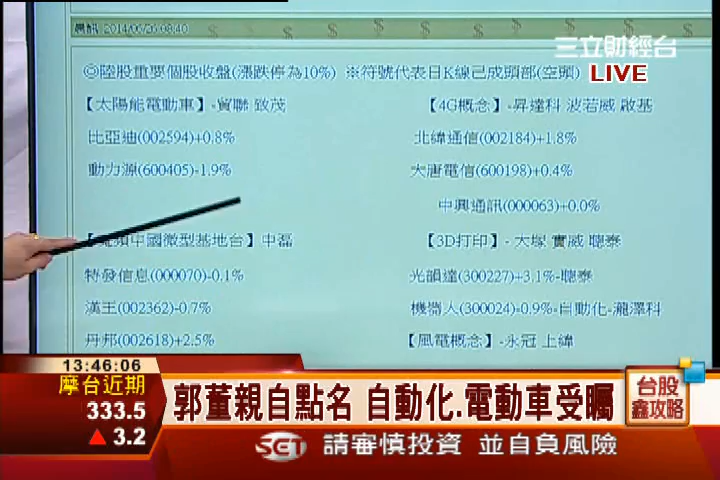 2014/06/26 08:40
三立財經台
LIVE
◎陸股重要個股收盤(漲跌停為10%) ※符號代表日K線已成頭部(空頭)
【太陽能電動車】-貿聯 致茂
【4G概念】-昇達科 波若威 啟基
比亞迪(002594)+0.8%
北緯通信(002184)+1.8%
動力源(600405)-1.9%
大唐電信(600198)+0.4%
中興通訊(000063)+0.0%
中國微型基地台】中磊
【3D打印】- 大塚 實威 聰泰
特發信息(000070)-0.1%
光韻達(300227)+3.1%-聰泰
漢王(002362)-0.7%
機器人(300024)-0.9%-自動化-瀧澤科
丹邦(002618)+2.5%
【風電概念】-永冠 上緯
13:46:06
摩台近期
333.5
▲3.2
郭董親自點名 自動化.電動車受矚
台股
鑫攻略
SET 請審慎投資 並自負風險